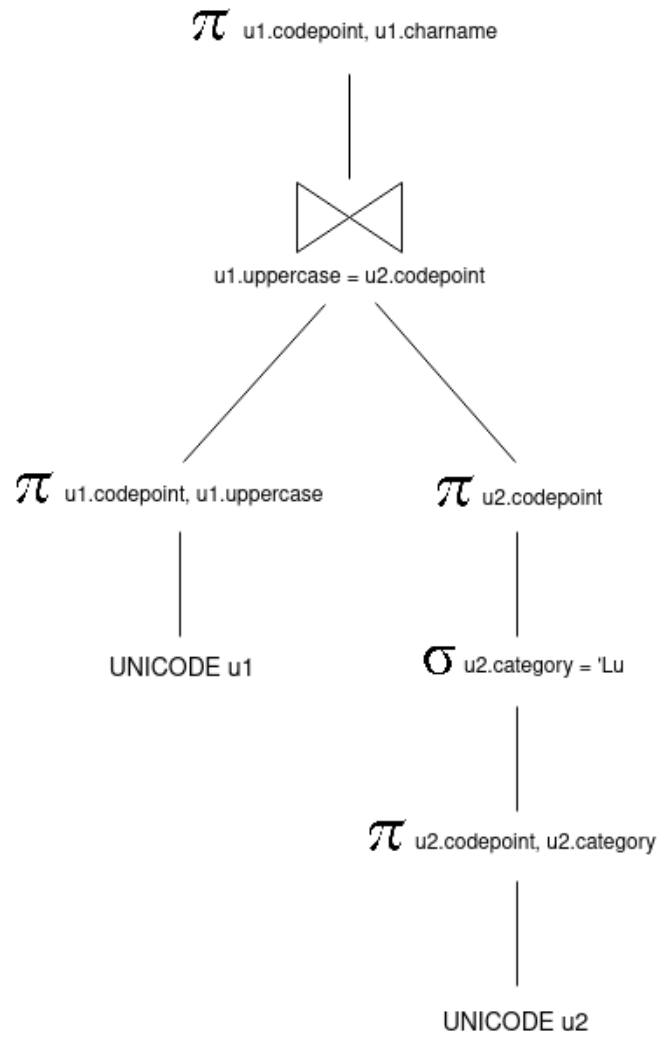 π u1.codepoint, u1.charname
⋈
u1.uppercase = u2.codepoint
π u1.codepoint, u1.uppercase
π u2.codepoint
UNICODE u1
σ u2.category = 'Lu
π u2.codepoint, u2.category
UNICODE u2